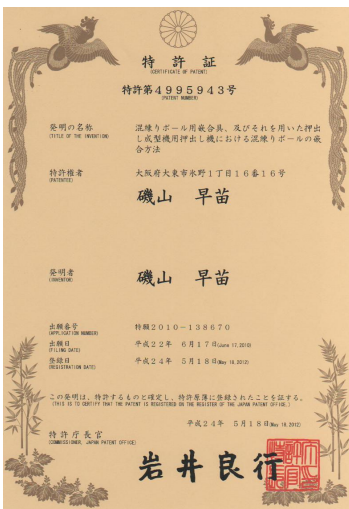 特許証
(CERTIFICATE OF PATENT)
特許第4995943号
(PATENT NUMBER)
発明の名称
(TITLE OF THE INVENTION)
混練りボール用嵌合具、及びそれを用いた押出
し成型機用押出し機における混練りボールの嵌
合方法
特許権者
(PATENTEE)
大阪府大東市氷野1丁目16番16号
磯山 早苗
発明者
(INVENTOR)
磯山 早苗
出願番号
(APPLICATION NUMBER)
特願2010-138670
出願日
(FILING DATE)
平成22年 6月17日(June 17,2010)
登録日
(REGISTRATION DATE)
平成24年 5月18日(May 18,2012)
この発明は、特許するものと確定し、特許原簿に登録されたことを証する。
(THIS IS TO CERTIFY THAT THE PATENT IS REGISTERED ON THE REGISTER OF THE JAPAN PATENT OFFICE.)
平成24年 5月18日(May 18,2012)
特許庁長官
(COMMISSIONER, JAPAN PATENT OFFICE)
岩井良行